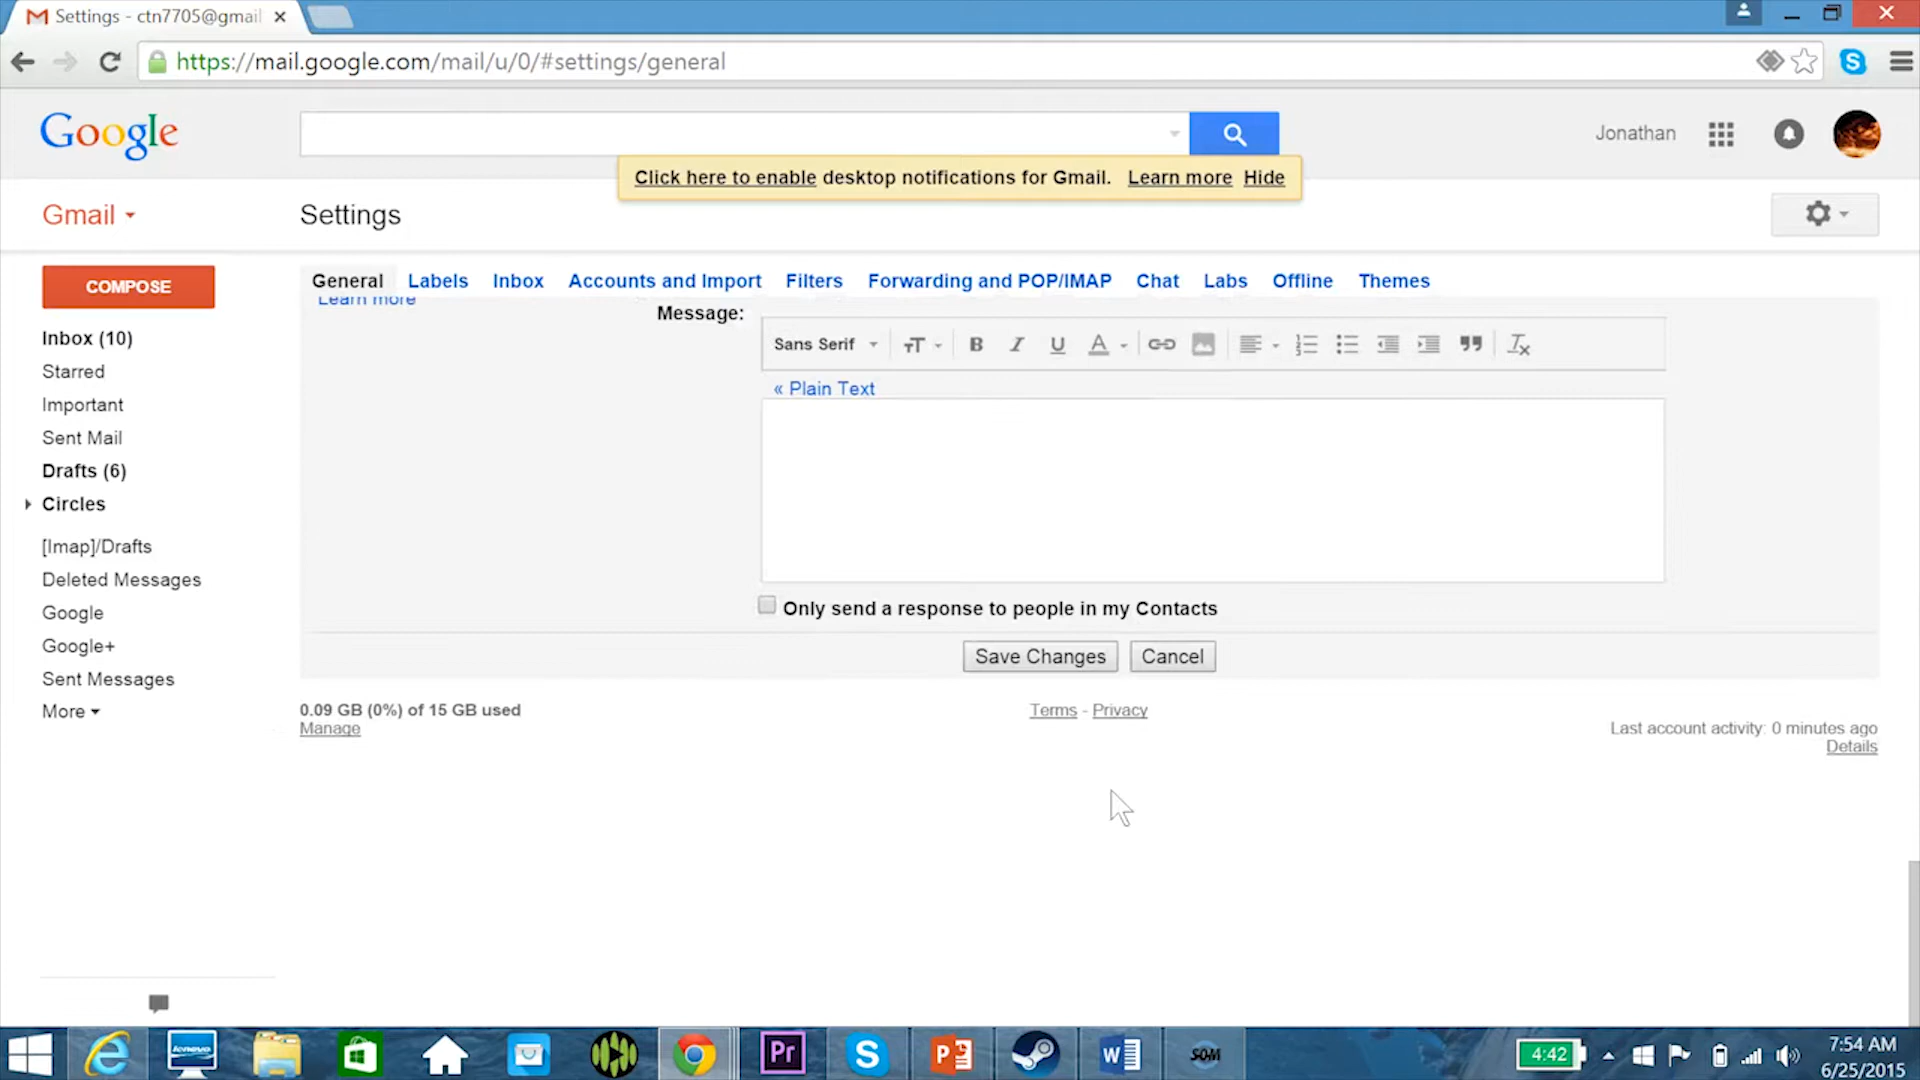 Settings - ctn7705@gmail
https://mail.google.com/mail/u/0/#settings/general
Google
Jonathan
Click here to enable desktop notifications for Gmail. Learn more Hide
Gmail
Settings
COMPOSE
General Labels Inbox Accounts and Import Filters Forwarding and POP/IMAP Chat Labs Offline Themes
Learn more
Message:
Sans Serif
« Plain Text
Only send a response to people in my Contacts
Save Changes Cancel
Inbox (10)
Starred
Important
Sent Mail
Drafts (6)
Circles
[Imap]/Drafts
Deleted Messages
Google
Google+
Sent Messages
More
0.09 GB (0%) of 15 GB used
Manage
Terms - Privacy
Last account activity: 0 minutes ago
Details
lenovo
Pr
SOM
4:42
7:54 AM
6/25/2015